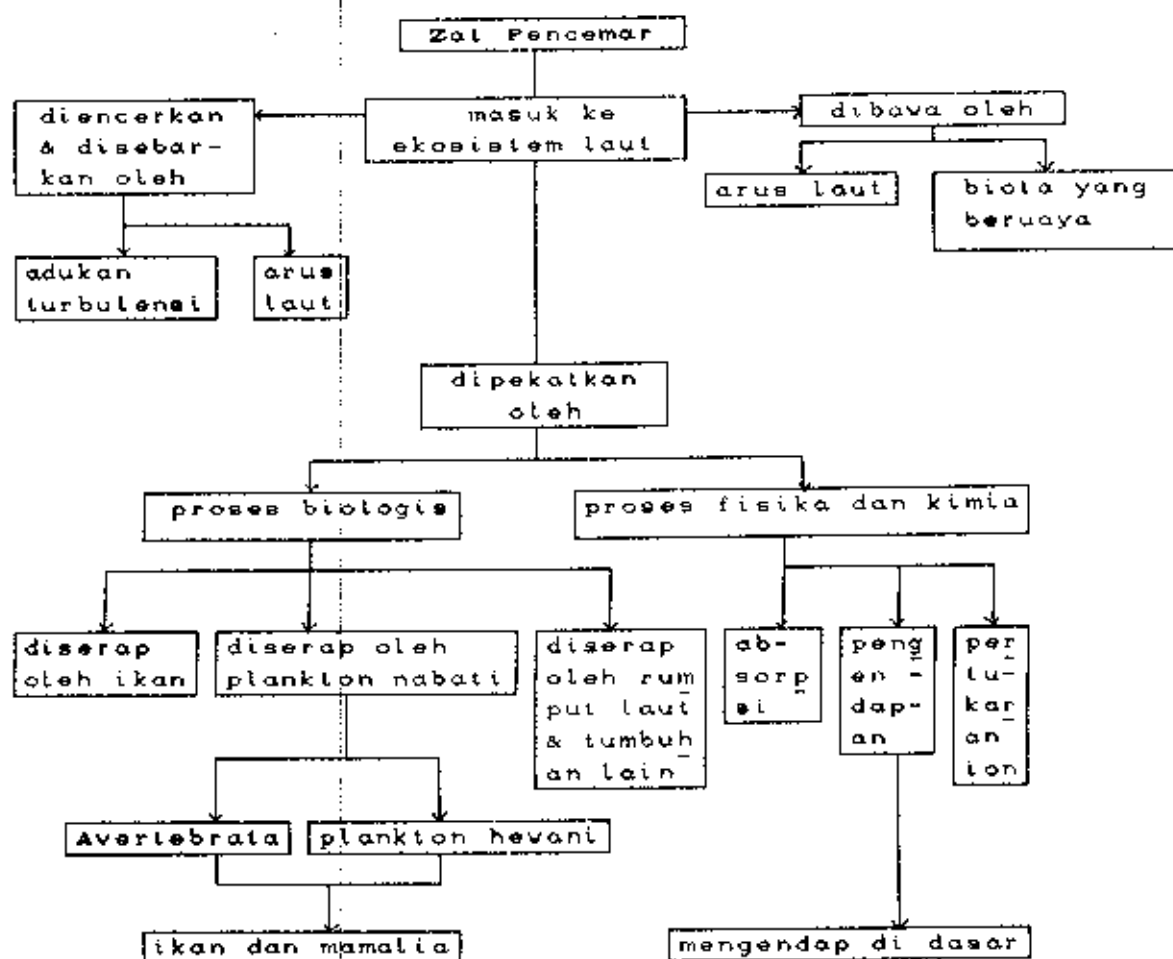 Zat Pencemar
diencerkan
& disebar-
kan oleh
masuk ke
ekosistem laut
dibawa oleh
arus laut
biota yang
beruaya
adukan
turbulensi
arus
laut
dipekatkan
oleh
proses biologis
proses fisika dan kimia
diserap
oleh ikan
diserap oleh
plankton nabati
diserap
oleh rum
put laut
& tumbuh
an lain
ab-
sorp
si
peng
en -
dap-
an
per
tu-
kar
an
ion
Avertebrata
plankton hewani
ikan dan mamalia
mengendap di dasar